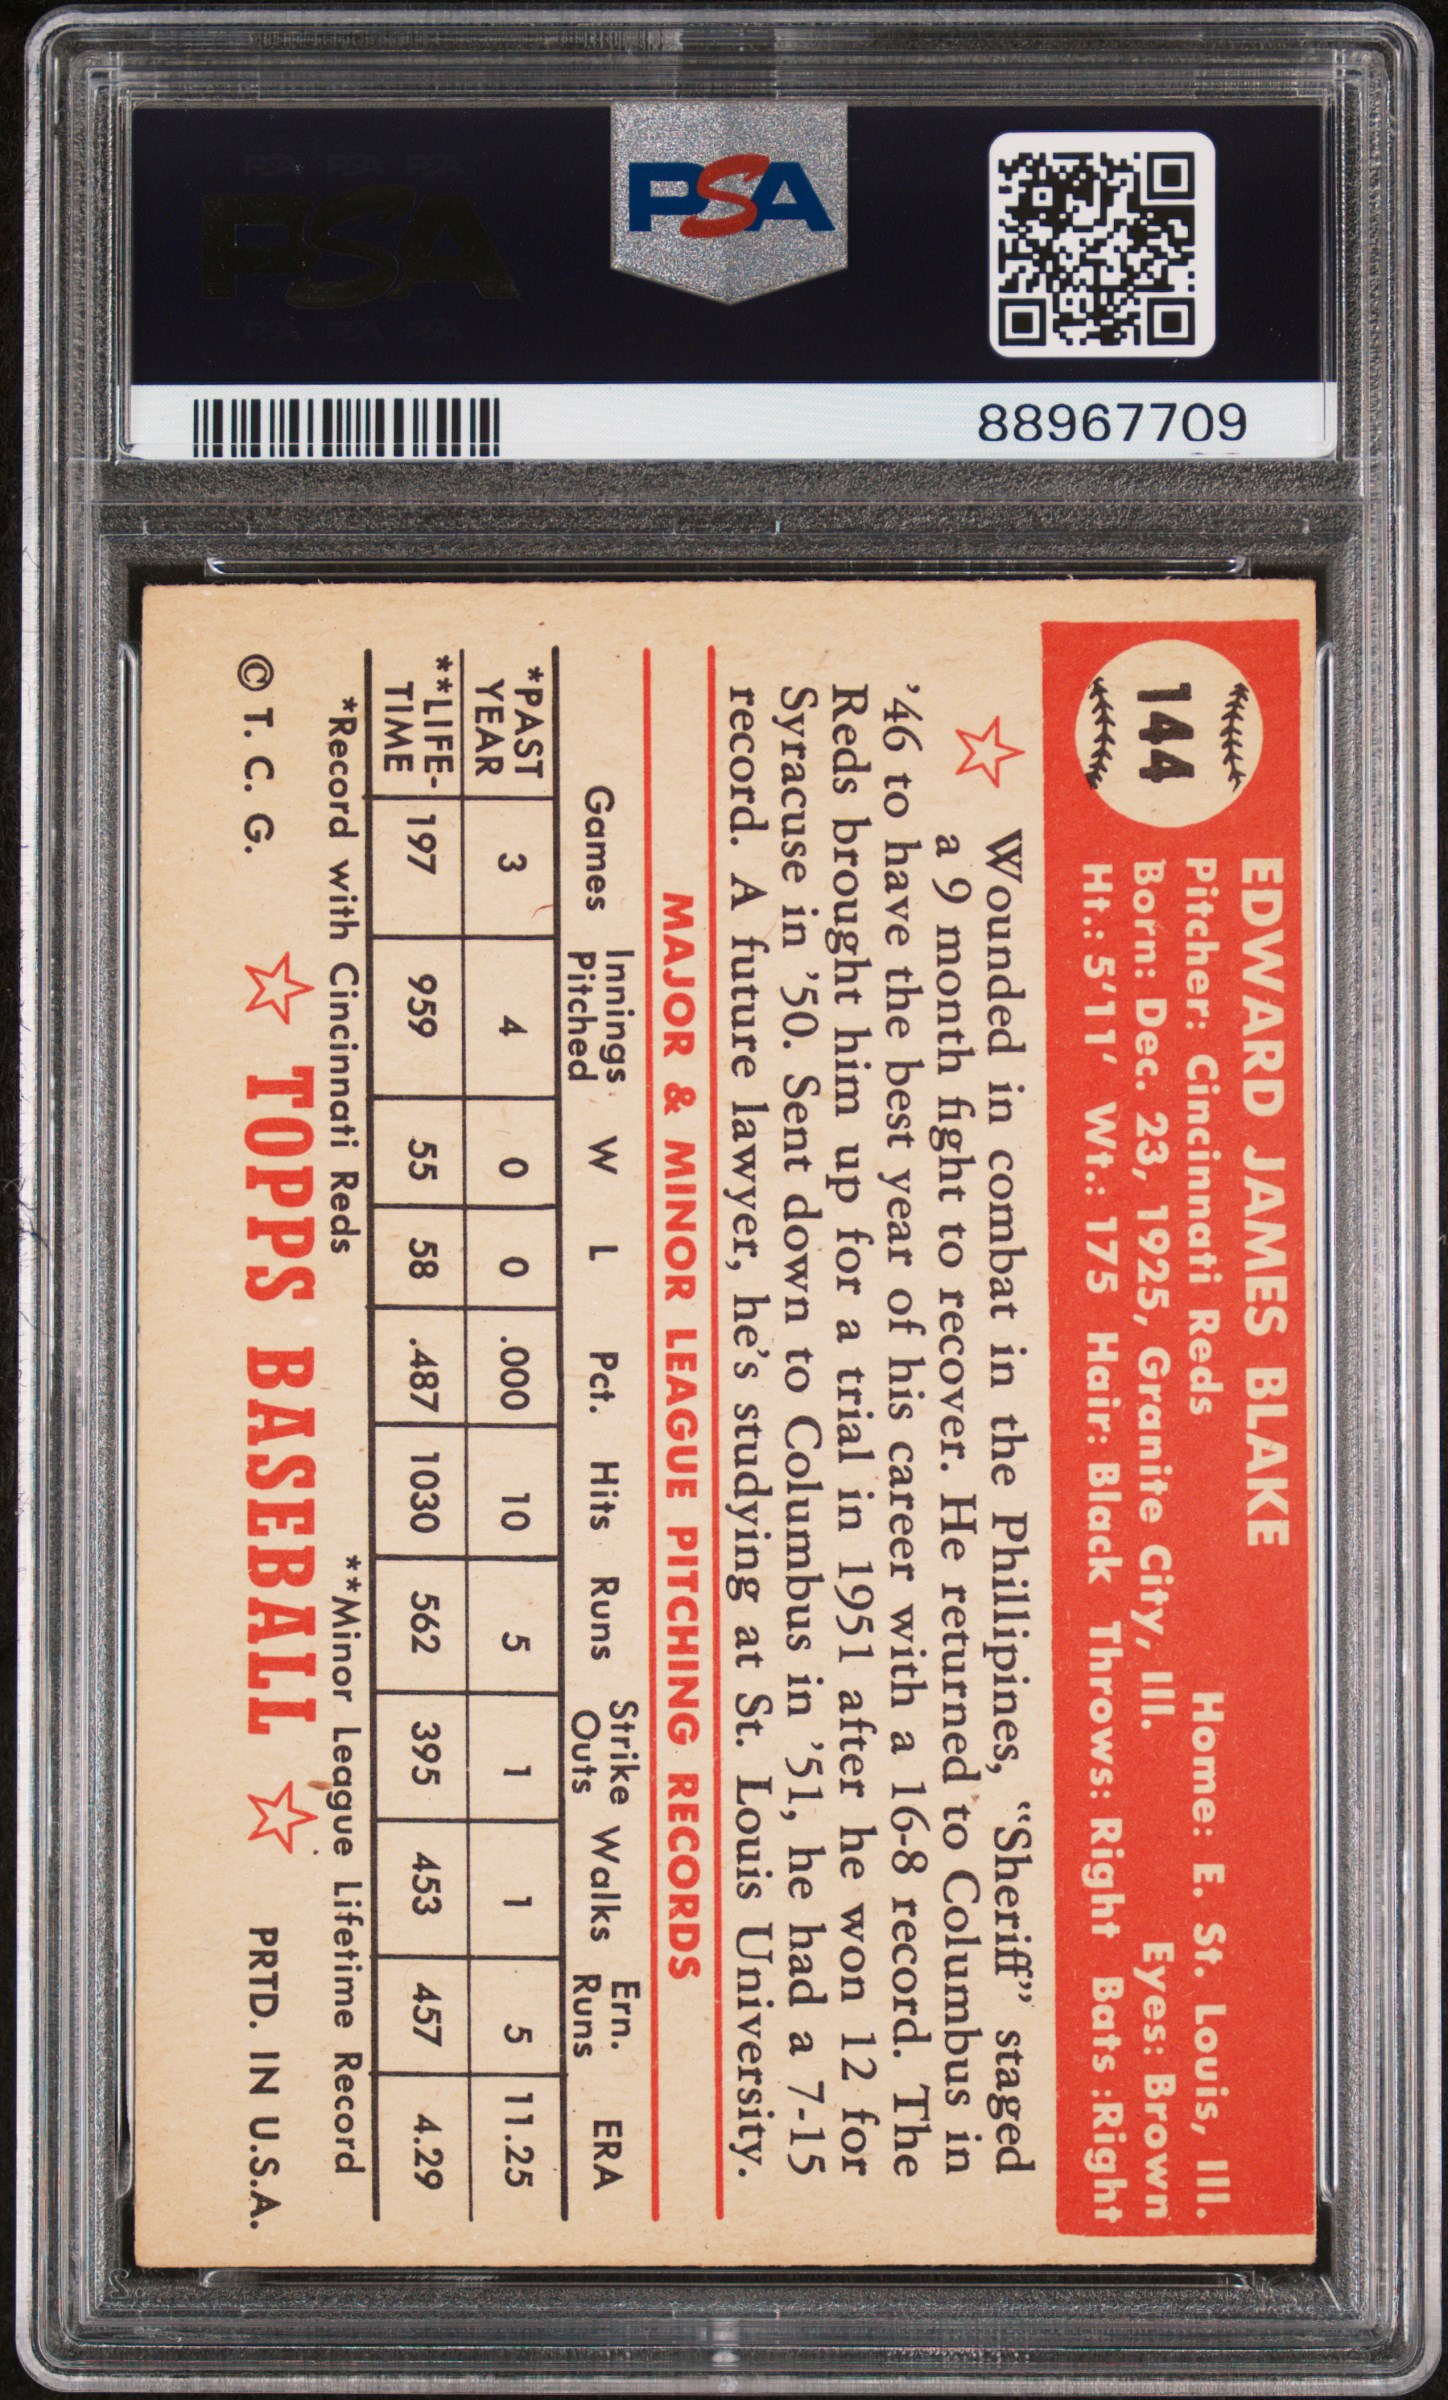 PSA PSA PSA
PSA
PSA PSA PSA
PSA
88967709
144
EDWARD JAMES BLAKE
Pitcher: Cincinnati Reds Home: E. St. Louis, Ill.
Born: Dec. 23, 1925, Granite City, Ill. Eyes: Brown
Ht.: 5'11' Wt.: 175 Hair: Black Throws: Right Bats :Right
Wounded in combat in the Phillipines, “Sheriff” staged
a 9 month fight to recover. He returned to Columbus in
’46 to have the best year of his career with a 16-8 record. The
Reds brought him up for a trial in 1951 after he won 12 for
Syracuse in ’50. Sent down to Columbus in ’51, he had a 7-15
record. A future lawyer, he’s studying at St. Louis University.
MAJOR & MINOR LEAGUE PITCHING RECORDS
Games Innings Pitched W L Pct. Hits Runs Strike Outs Walks Ern. Runs ERA
*PAST YEAR 3 4 0 0 .000 10 5 1 1 5 11.25
**LIFE-TIME 197 959 55 58 .487 1030 562 395 453 457 4.29
*Record with Cincinnati Reds **Minor League Lifetime Record
© T. C. G. TOPPS BASEBALL PRTD. IN U.S.A.